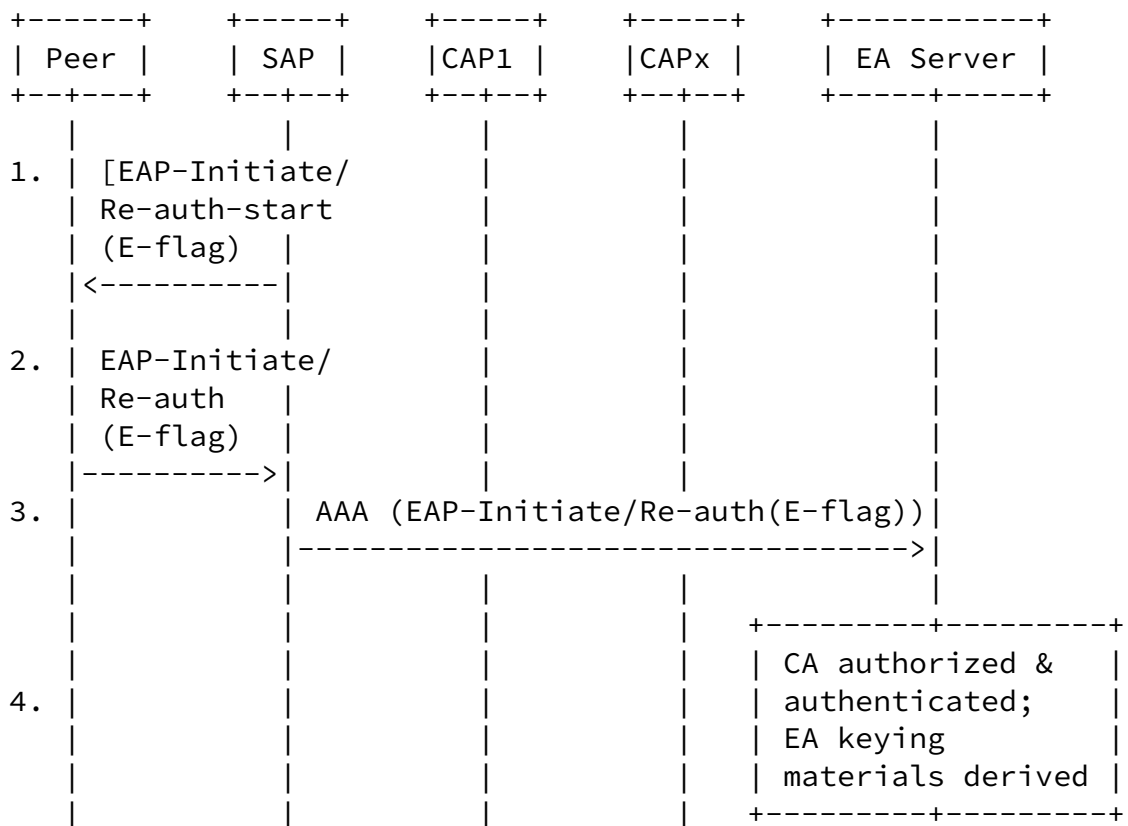 +------+     +-----+     +-----+    +-----+    +-----------+
| Peer |     | SAP |     |CAP1 |    |CAPx |    | EA Server |
+--+---+     +--+--+     +--+--+    +--+--+    +-----+-----+
   |            |           |          |             |
1. | [EAP-Initiate/         |          |             |
   | Re-auth-start          |          |             |
   | (E-flag)   |           |          |             |
   |<-----------|           |          |             |
   |            |           |          |             |
2. | EAP-Initiate/          |          |             |
   | Re-auth    |           |          |             |
   | (E-flag)   |           |          |             |
   |----------->|           |          |             |
3. |            | AAA (EAP-Initiate/Re-auth(E-flag))|
   |            |---------------------------------->|
   |            |           |          |             |
   |            |           |          |   +---------+---------+
   |            |           |          |   | CA authorized &   |
4. |            |           |          |   | authenticated;    |
   |            |           |          |   | EA keying         |
   |            |           |          |   | materials derived |
   |            |           |          |   +---------+---------+